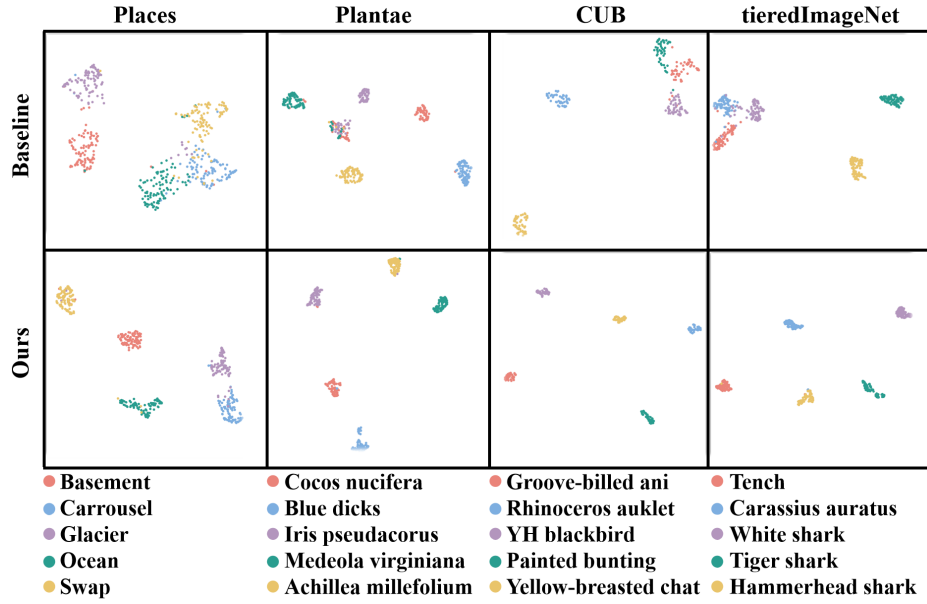 Places Plantae CUB tieredImageNet
Baseline
Ours
Basement Cocos nucifera Groove-billed ani Tench
Carrousel Blue dicks Rhinoceros auklet Carassius auratus
Glacier Iris pseudacorus YH blackbird White shark
Ocean Medeola virginiana Painted bunting Tiger shark
Swap Achillea millefolium Yellow-breasted chat Hammerhead shark